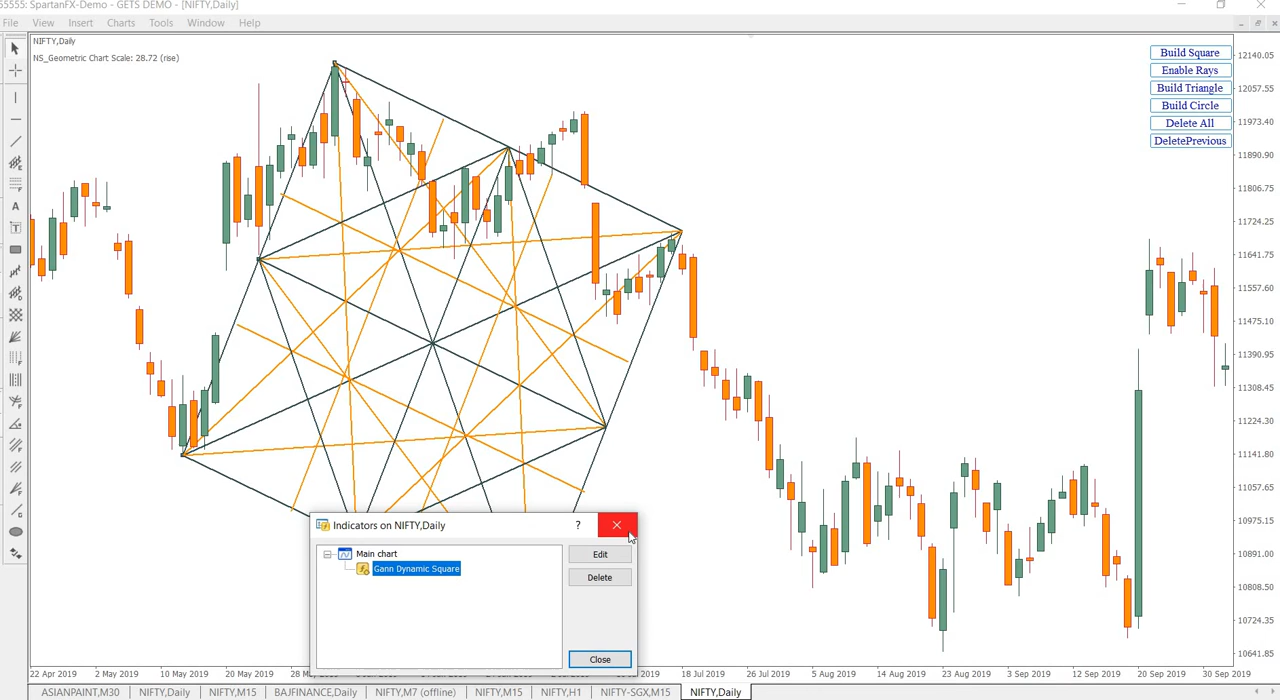 55555: SpartanFX-Demo - GETS DEMO - [NIFTY,Daily]
File View Insert Charts Tools Window Help
NIFTY,Daily
NS_Geometric Chart Scale: 28.72 (rise)
Build Square
Enable Rays
Build Triangle
Build Circle
Delete All
DeletePrevious
12140.05
12057.55
11973.40
11890.90
11806.75
11724.25
11641.75
11557.60
11475.10
11390.95
11308.45
11224.30
11141.80
11057.65
10975.15
10891.00
10808.50
10724.35
10641.85
Indicators on NIFTY,Daily
?
Main chart
Gann Dynamic Square
Edit
Delete
Close
22 Apr 2019 2 May 2019 10 May 2019 20 May 2019 28 18 Jul 2019 26 Jul 2019 5 Aug 2019 14 Aug 2019 23 Aug 2019 3 Sep 2019 12 Sep 2019 20 Sep 2019 30 Sep 2019
ASIANPAINT,M30 NIFTY,Daily NIFTY,M15 BAJFINANCE,Daily NIFTY,M7 (offline) NIFTY,M15 NIFTY,H1 NIFTY-SGX,M15 NIFTY,Daily